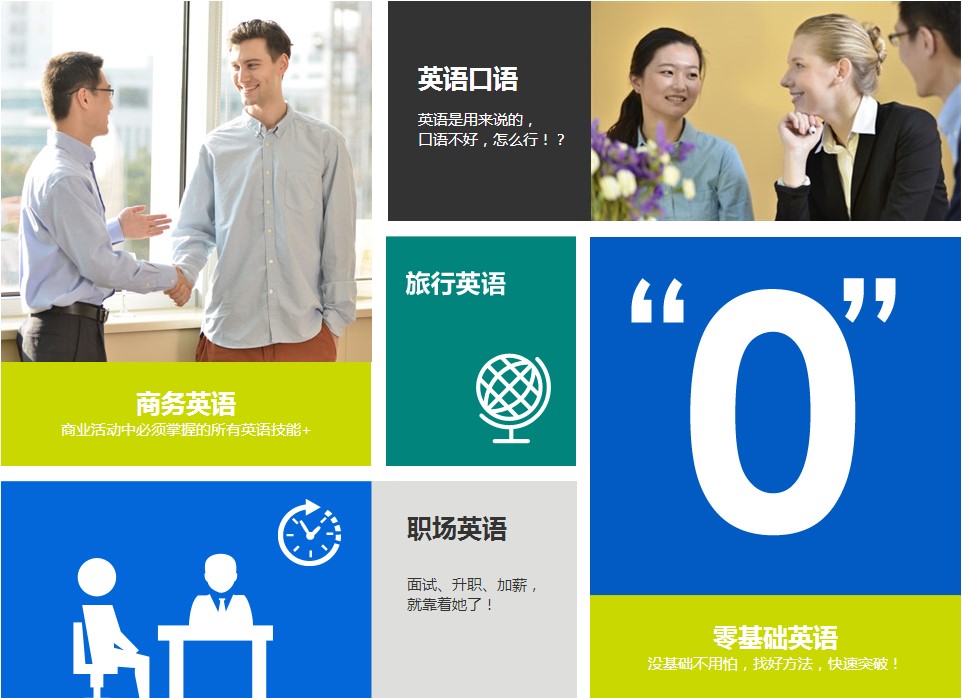 英语口语
英语是用来说的，
口语不好，怎么行！？
商务英语
商业活动中必须掌握的所有英语技能+
旅行英语
“0”
职场英语
面试、升职、加薪，
就靠着她了！
零基础英语
没基础不用怕，找好方法，快速突破！